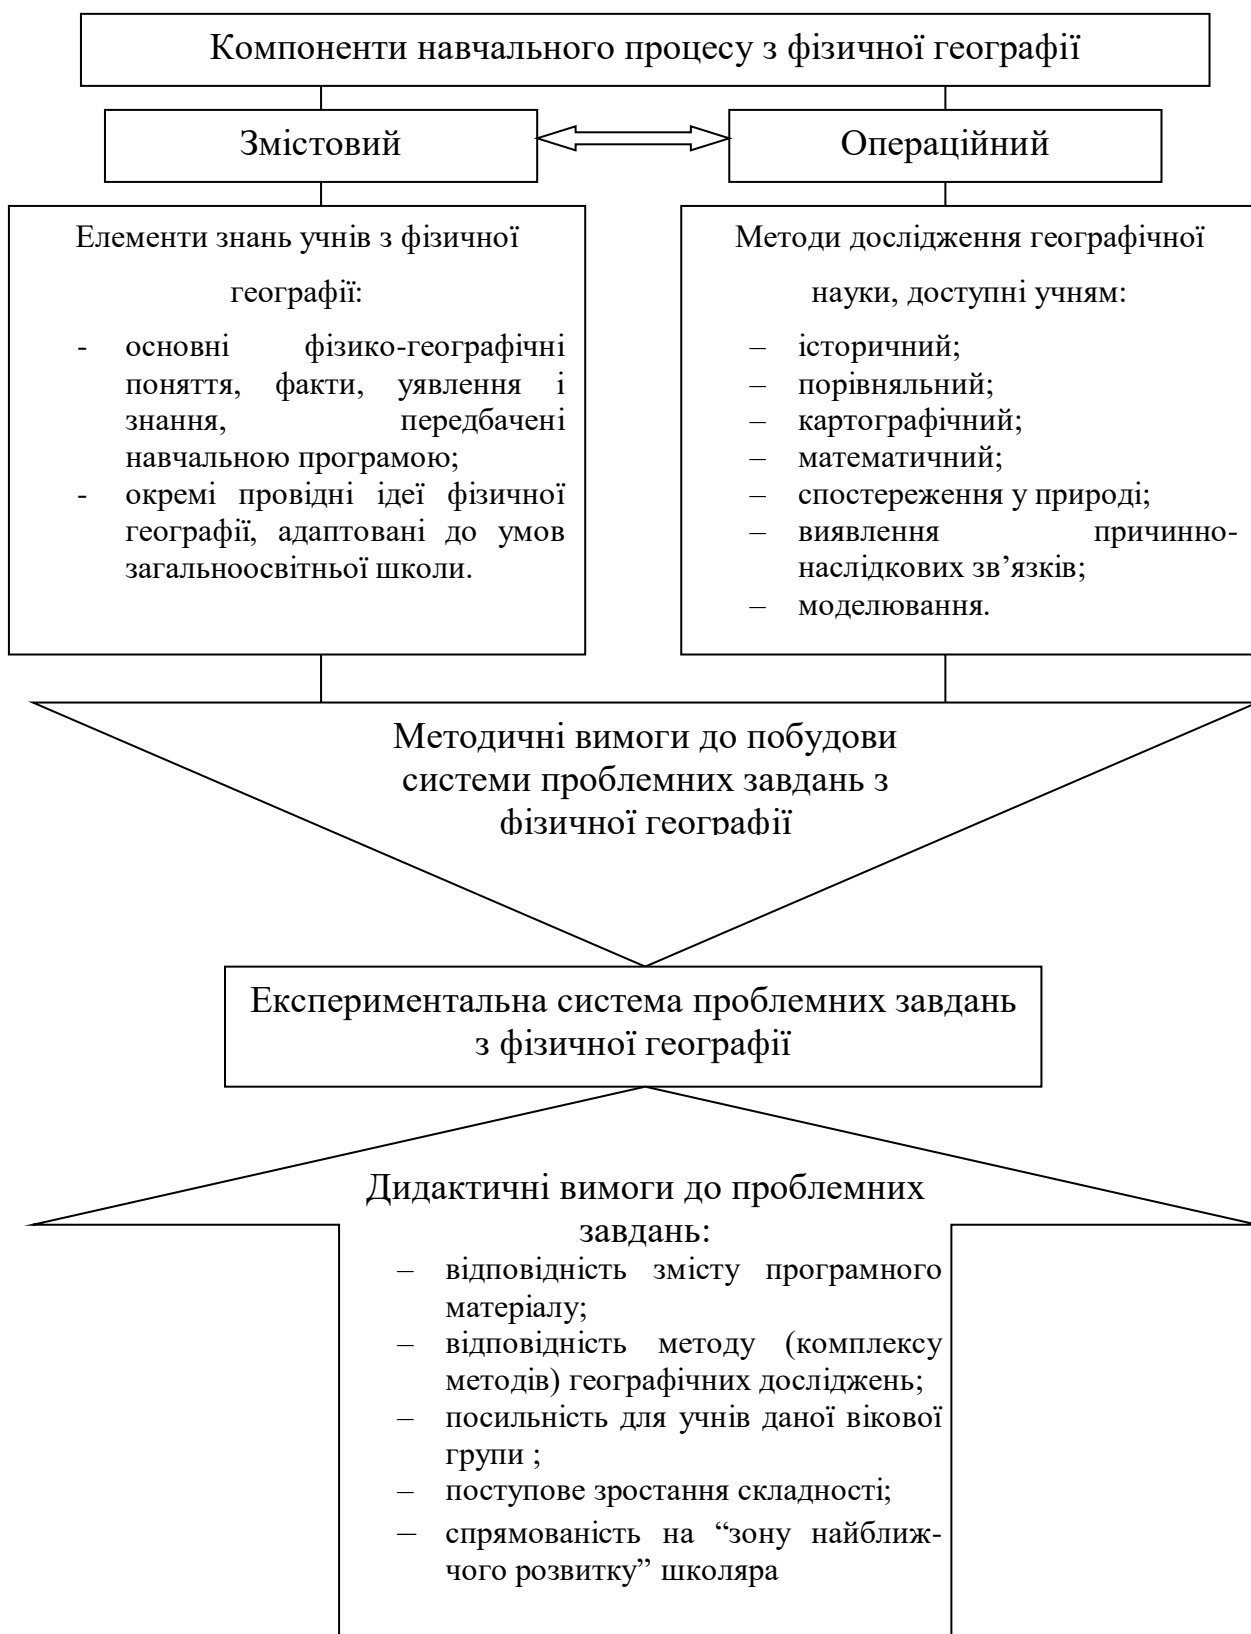 Компоненти навчального процесу з фізичної географії
Змістовий
Операційний
Елементи знань учнів з фізичної
географії:
- основні фізико-географічні
поняття, факти, уявлення і
знання, передбачені
навчальною програмою;
- окремі провідні ідеї фізичної
географії, адаптовані до умов
загальноосвітньої школи.
Методи дослідження географічної
науки, доступні учням:
– історичний;
– порівняльний;
– картографічний;
– математичний;
– спостереження у природі;
– виявлення причинно-
наслідкових зв’язків;
– моделювання.
Методичні вимоги до побудови
системи проблемних завдань з
фізичної географії
Експериментальна система проблемних завдань
з фізичної географії
Дидактичні вимоги до проблемних
завдань:
– відповідність змісту програмного
матеріалу;
– відповідність методу (комплексу
методів) географічних досліджень;
– посильність для учнів даної вікової
групи ;
– поступове зростання складності;
– спрямованість на “зону найближ-
чого розвитку” школяра